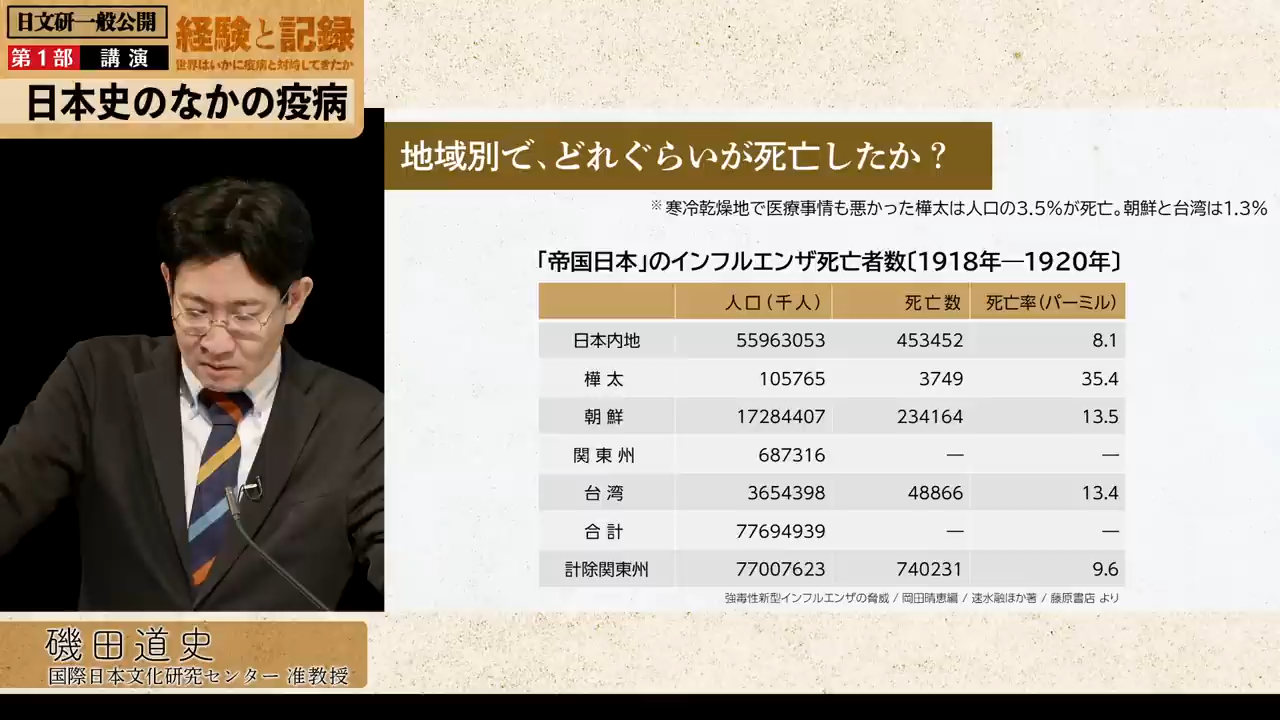 日文研一般公開
経験と記録
第1部 講演
世界はいかに疫病と対峙してきたか
日本史のなかの疫病
地域別で、どれぐらいが死亡したか？
※寒冷乾燥地で医療事情も悪かった樺太は人口の3.5%が死亡。朝鮮と台湾は1.3%
「帝国日本」のインフルエンザ死亡者数〔1918年―1920年〕
人口（千人） 死亡数 死亡率（パーミル）
日本内地 55963053 453452 8.1
樺太 105765 3749 35.4
朝鮮 17284407 234164 13.5
関東州 687316 ― ―
台湾 3654398 48866 13.4
合計 77694939 ― ―
計除関東州 77007623 740231 9.6
強毒性新型インフルエンザの脅威 / 岡田晴恵編 / 速水融ほか著 / 藤原書店 より
磯田道史
国際日本文化研究センター 准教授